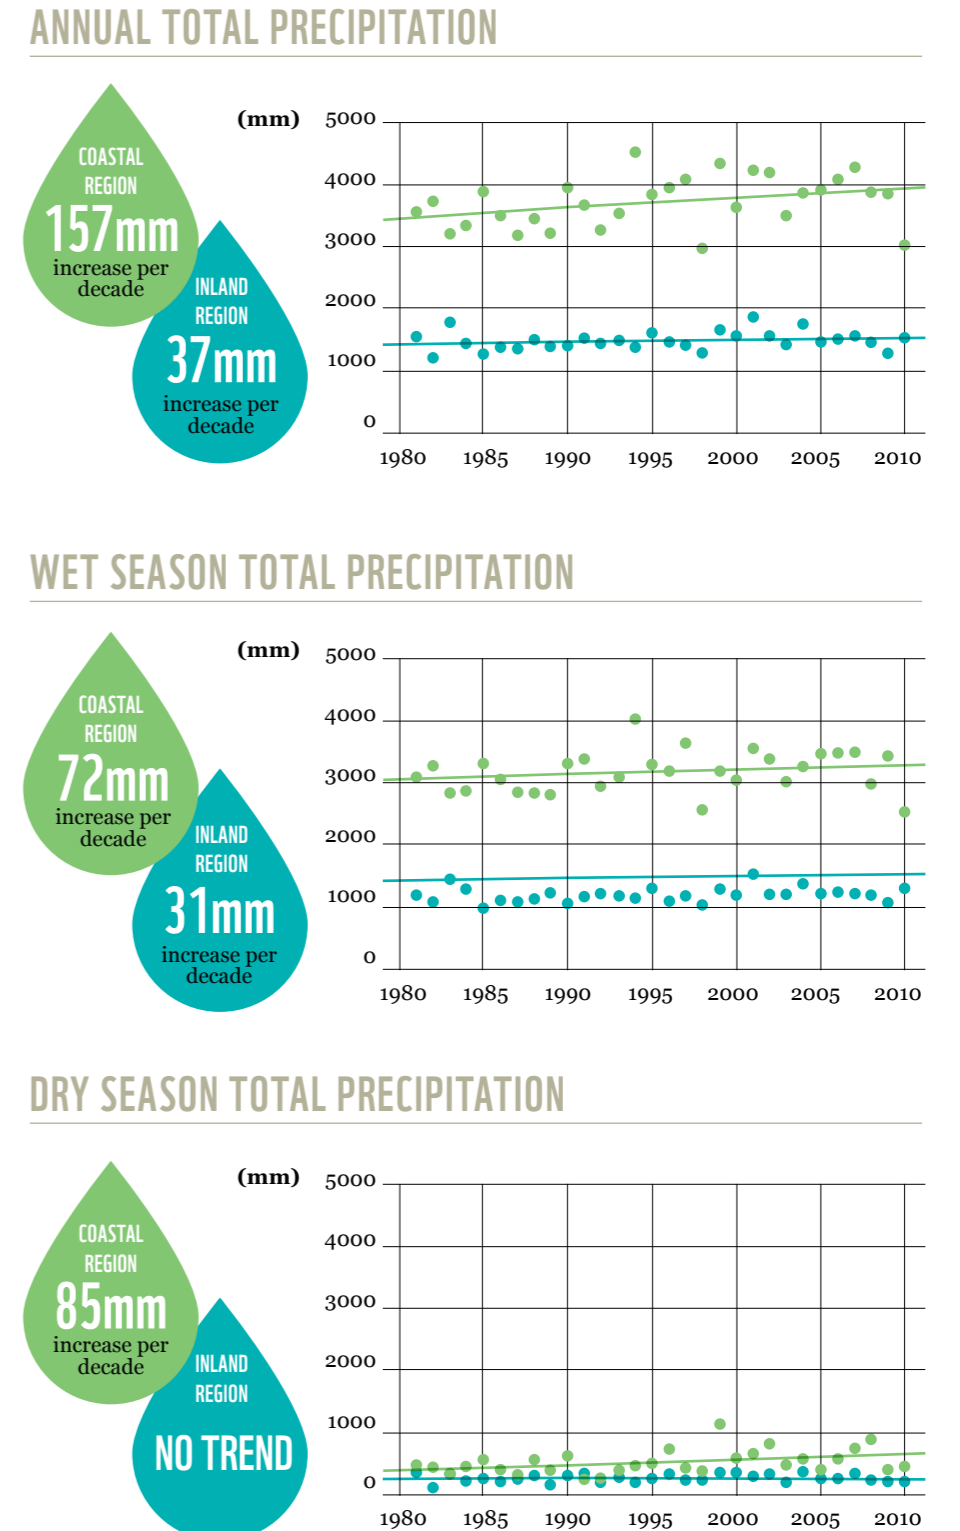 ANNUAL TOTAL PRECIPITATION
COASTAL
REGION
157mm
increase per
decade
INLAND
REGION
37mm
increase per
decade
(mm)
5000
4000
3000
2000
1000
0
1980 1985 1990 1995 2000 2005 2010
WET SEASON TOTAL PRECIPITATION
COASTAL
REGION
72mm
increase per
decade
INLAND
REGION
31mm
increase per
decade
(mm)
5000
4000
3000
2000
1000
0
1980 1985 1990 1995 2000 2005 2010
DRY SEASON TOTAL PRECIPITATION
COASTAL
REGION
85mm
increase per
decade
INLAND
REGION
NO TREND
(mm)
5000
4000
3000
2000
1000
0
1980 1985 1990 1995 2000 2005 2010